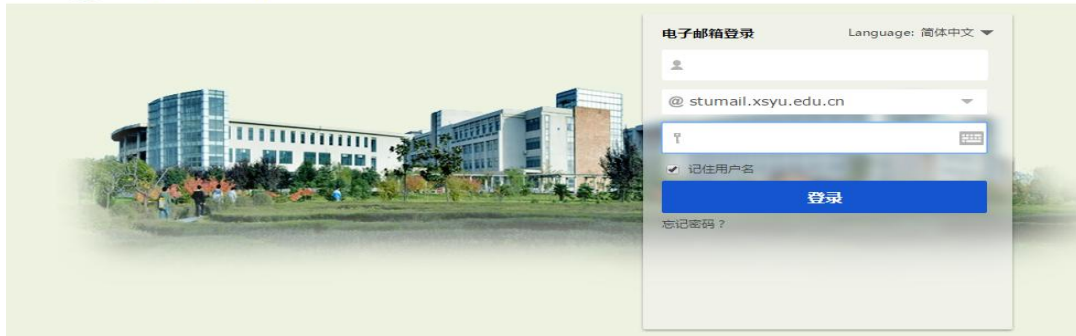 电子邮箱登录
Language: 简体中文
@ stumail.xsyu.edu.cn
记住用户名
登录
忘记密码？